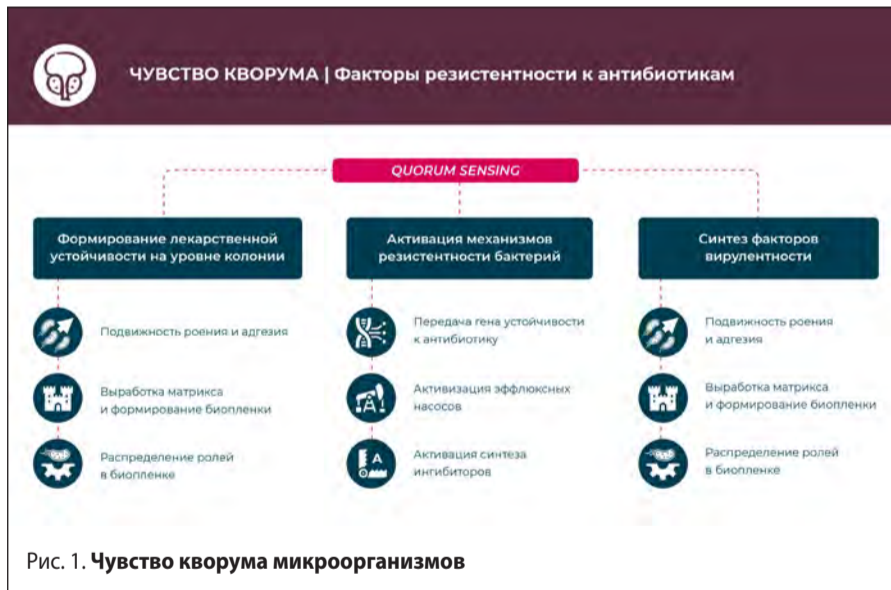 ЧУВСТВО КВОРУМА | Факторы резистентности к антибиотикам
QUORUM SENSING
Формирование лекарственной
устойчивости на уровне колонии
Подвижность роения и адгезия
Выработка матрикса
и формирование биопленки
Распределение ролей
в биопленке
Активация механизмов
резистентности бактерий
Передача гена устойчивости
к антибиотику
Активизация эффлюксных
насосов
A
Активация синтеза
ингибиторов
Синтез факторов
вирулентности
Подвижность роения
и адгезия
Выработка матрикса
и формирование биопленки
Распределение ролей
в биопленке
Рис. 1. Чувство кворума микроорганизмов